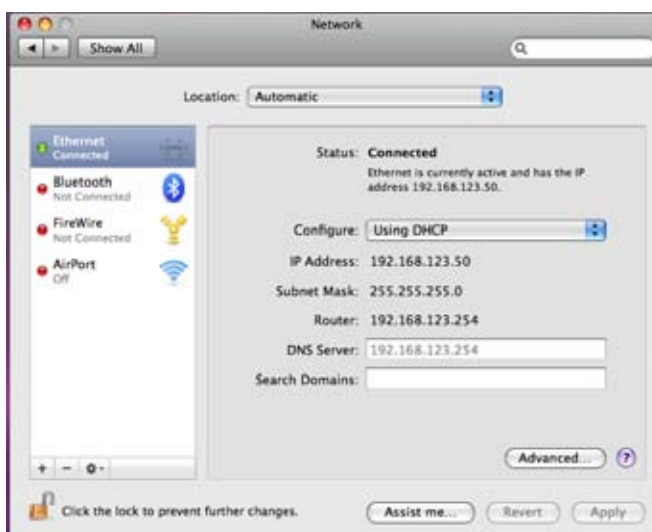 Network
Show All
Location: Automatic
Ethernet
Connected
Bluetooth
Not Connected
FireWire
Not Connected
AirPort
Off
Status: Connected
Ethernet is currently active and has the IP
address 192.168.123.50.
Configure: Using DHCP
IP Address: 192.168.123.50
Subnet Mask: 255.255.255.0
Router: 192.168.123.254
DNS Server: 192.168.123.254
Search Domains:
Advanced... ?
Click the lock to prevent further changes.
Assist me... Revert Apply